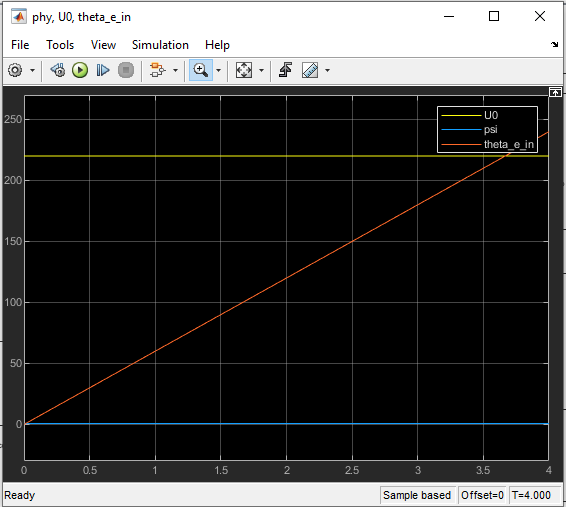 phy, U0, theta_e_in
File Tools View Simulation Help
U0
psi
theta_e_in
250
200
150
100
50
0
0 0.5 1 1.5 2 2.5 3 3.5 4
Ready Sample based Offset=0 T=4.000